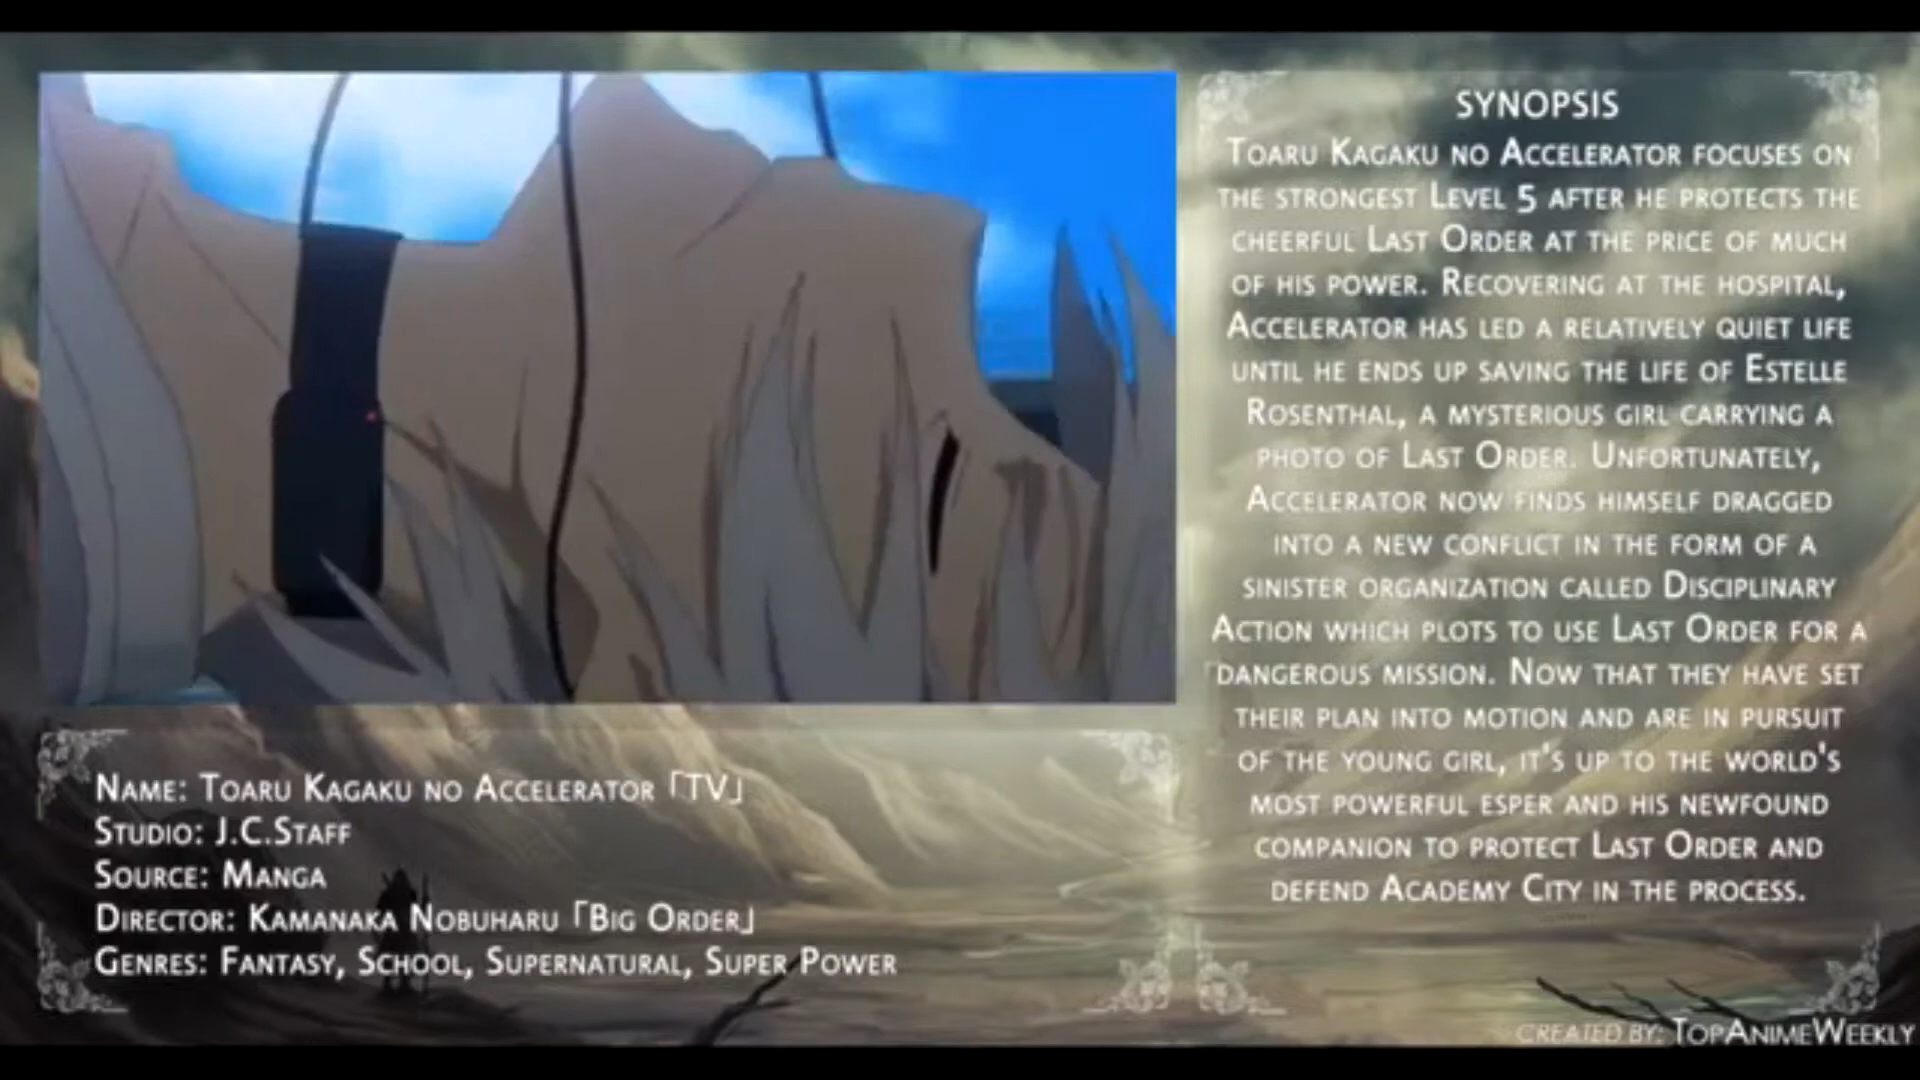 SYNOPSIS
TOARU KAGAKU NO ACCELERATOR FOCUSES ON
THE STRONGEST LEVEL 5 AFTER HE PROTECTS THE
CHEERFUL LAST ORDER AT THE PRICE OF MUCH
OF HIS POWER. RECOVERING AT THE HOSPITAL,
ACCELERATOR HAS LED A RELATIVELY QUIET LIFE
UNTIL HE ENDS UP SAVING THE LIFE OF ESTELLE
ROSENTHAL, A MYSTERIOUS GIRL CARRYING A
PHOTO OF LAST ORDER. UNFORTUNATELY,
ACCELERATOR NOW FINDS HIMSELF DRAGGED
INTO A NEW CONFLICT IN THE FORM OF A
SINISTER ORGANIZATION CALLED DISCIPLINARY
ACTION WHICH PLOTS TO USE LAST ORDER FOR A
DANGEROUS MISSION. NOW THAT THEY HAVE SET
THEIR PLAN INTO MOTION AND ARE IN PURSUIT
OF THE YOUNG GIRL, IT'S UP TO THE WORLD'S
MOST POWERFUL ESPER AND HIS NEWFOUND
COMPANION TO PROTECT LAST ORDER AND
DEFEND ACADEMY CITY IN THE PROCESS.
NAME: TOARU KAGAKU NO ACCELERATOR「TV」
STUDIO: J.C.STAFF
SOURCE: MANGA
DIRECTOR: KAMANAKA NOBUHARU「BIG ORDER」
GENRES: FANTASY, SCHOOL, SUPERNATURAL, SUPER POWER
CREATED BY: TOPANIMEWEEKLY